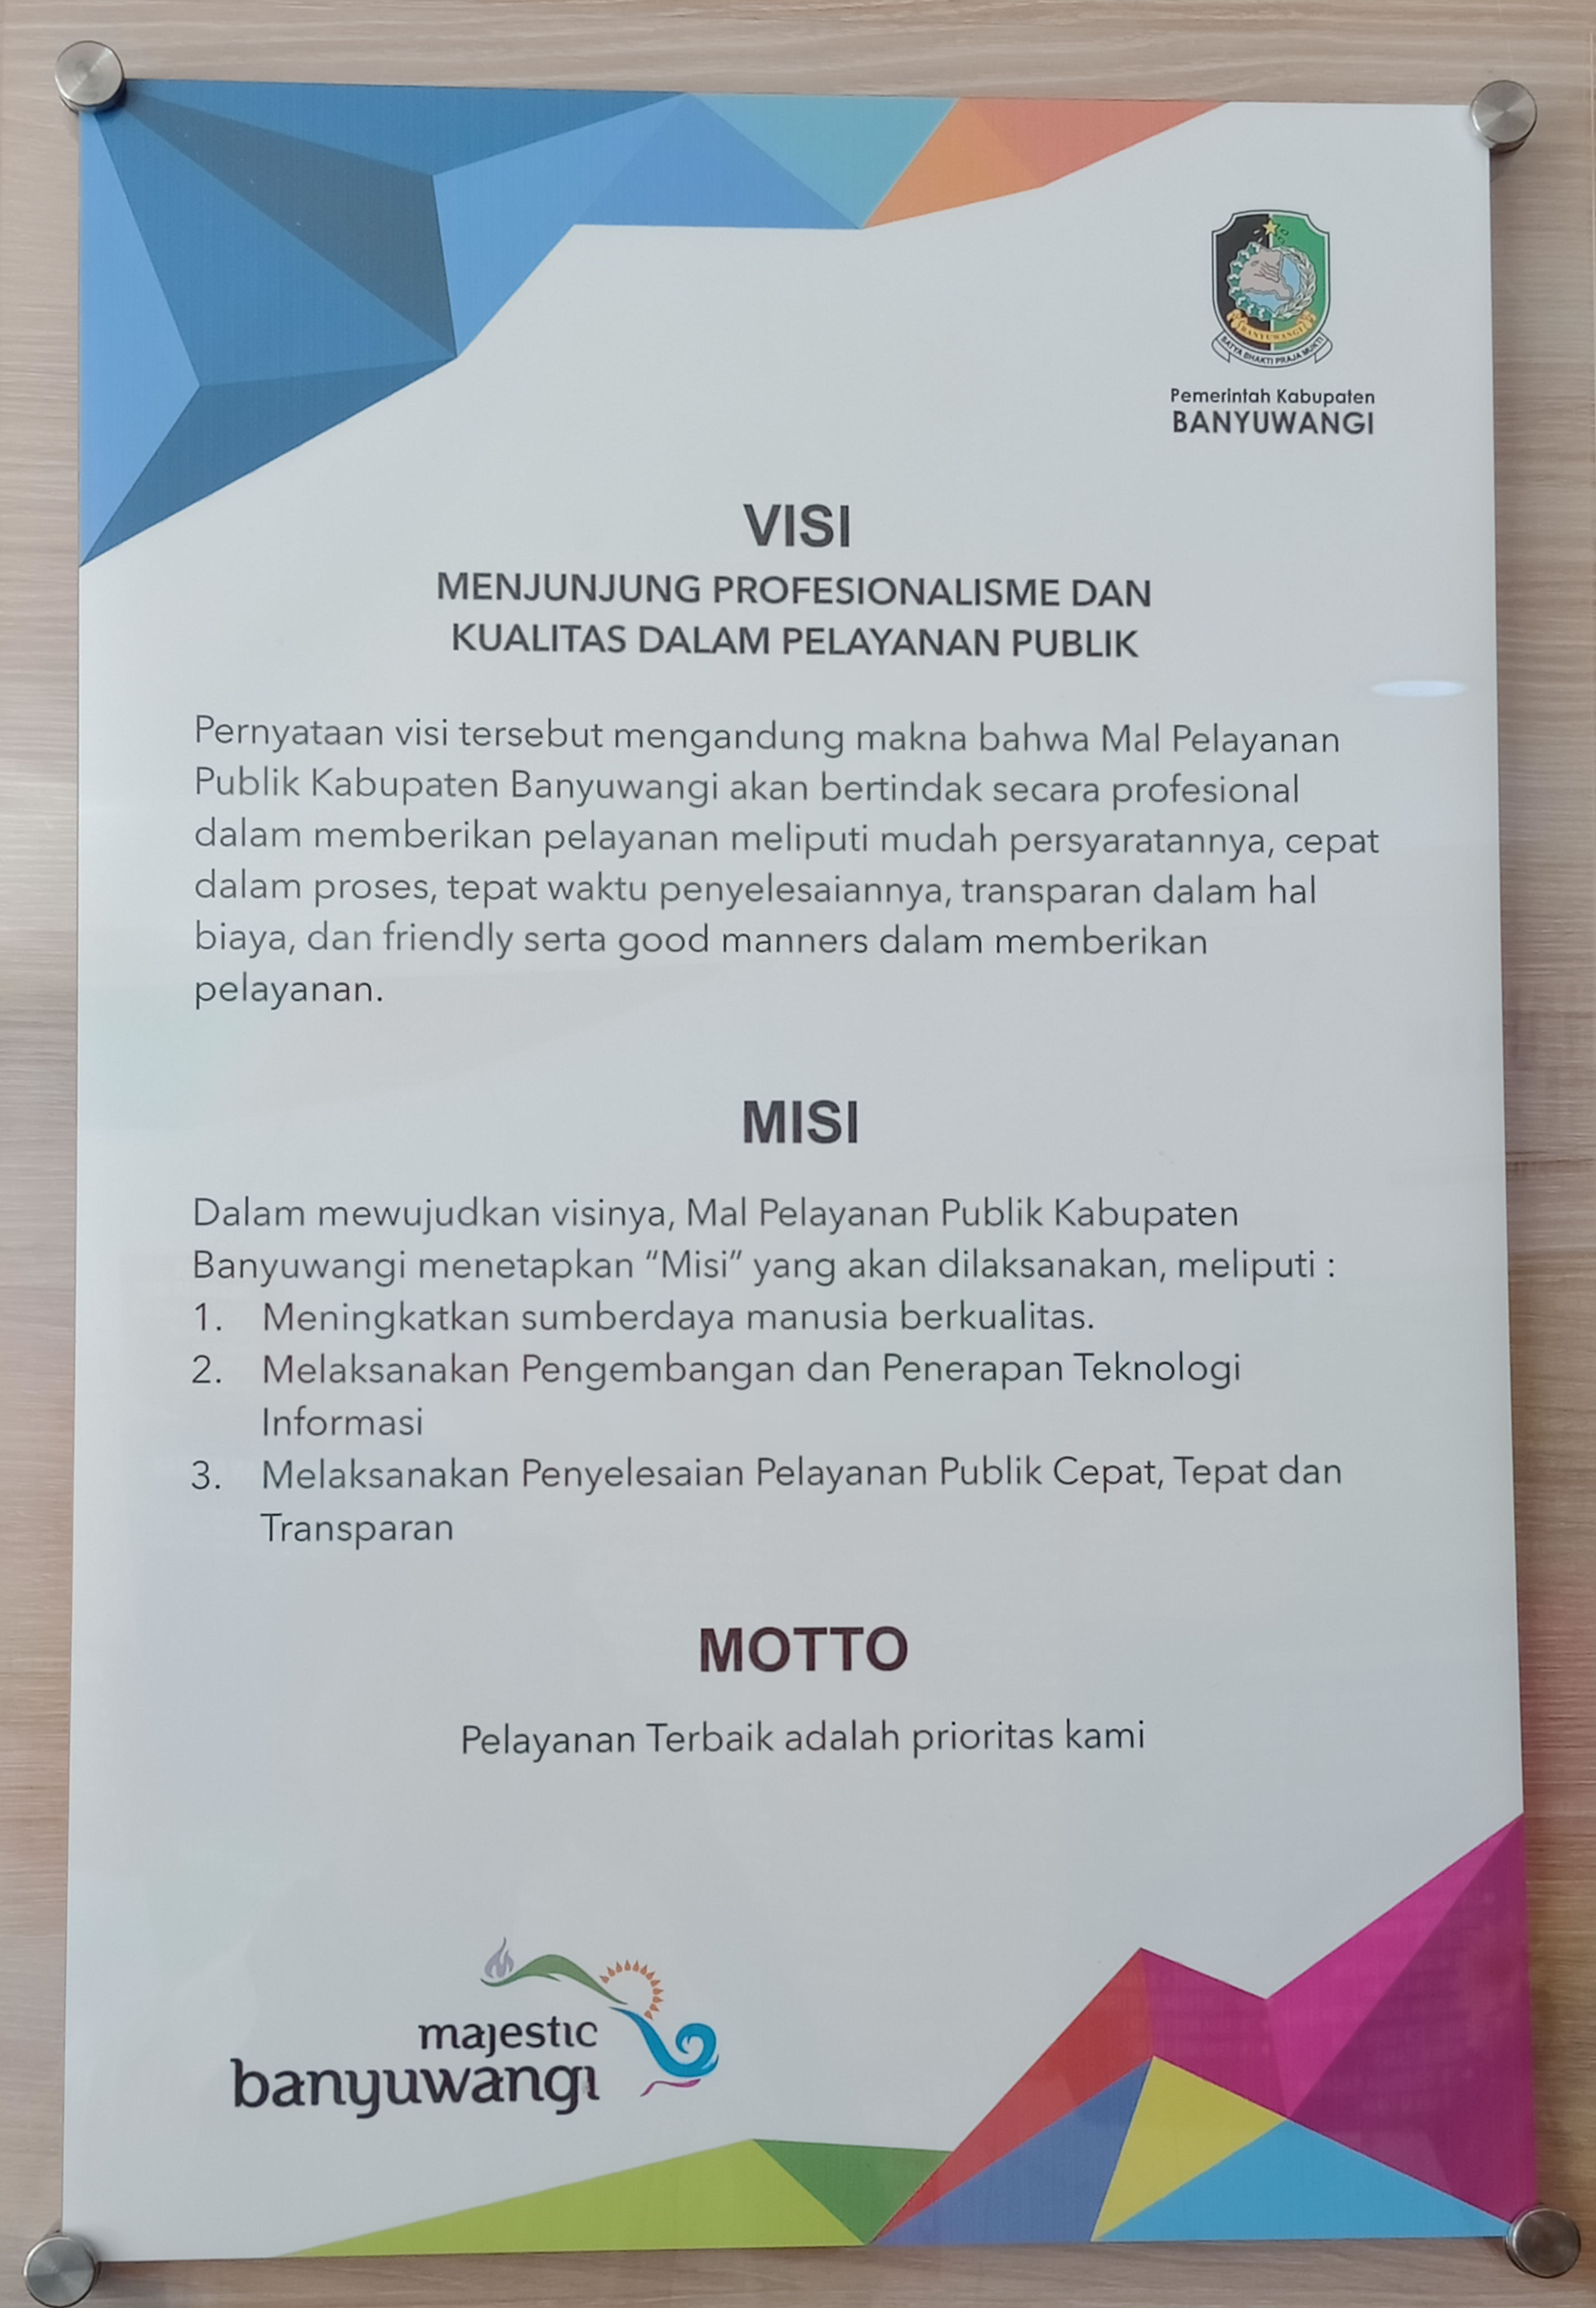 BANYUWANGI
SATYA BHAKTI PRAJA MUKTI
Pemerintah Kabupaten
BANYUWANGI
VISI
MENJUNJUNG PROFESIONALISME DAN
KUALITAS DALAM PELAYANAN PUBLIK
Pernyataan visi tersebut mengandung makna bahwa Mal Pelayanan
Publik Kabupaten Banyuwangi akan bertindak secara profesional
dalam memberikan pelayanan meliputi mudah persyaratannya, cepat
dalam proses, tepat waktu penyelesaiannya, transparan dalam hal
biaya, dan friendly serta good manners dalam memberikan
pelayanan.
MISI
Dalam mewujudkan visinya, Mal Pelayanan Publik Kabupaten
Banyuwangi menetapkan “Misi” yang akan dilaksanakan, meliputi :
1. Meningkatkan sumberdaya manusia berkualitas.
2. Melaksanakan Pengembangan dan Penerapan Teknologi
Informasi
3. Melaksanakan Penyelesaian Pelayanan Publik Cepat, Tepat dan
Transparan
MOTTO
Pelayanan Terbaik adalah prioritas kami
majestic
banyuwangi